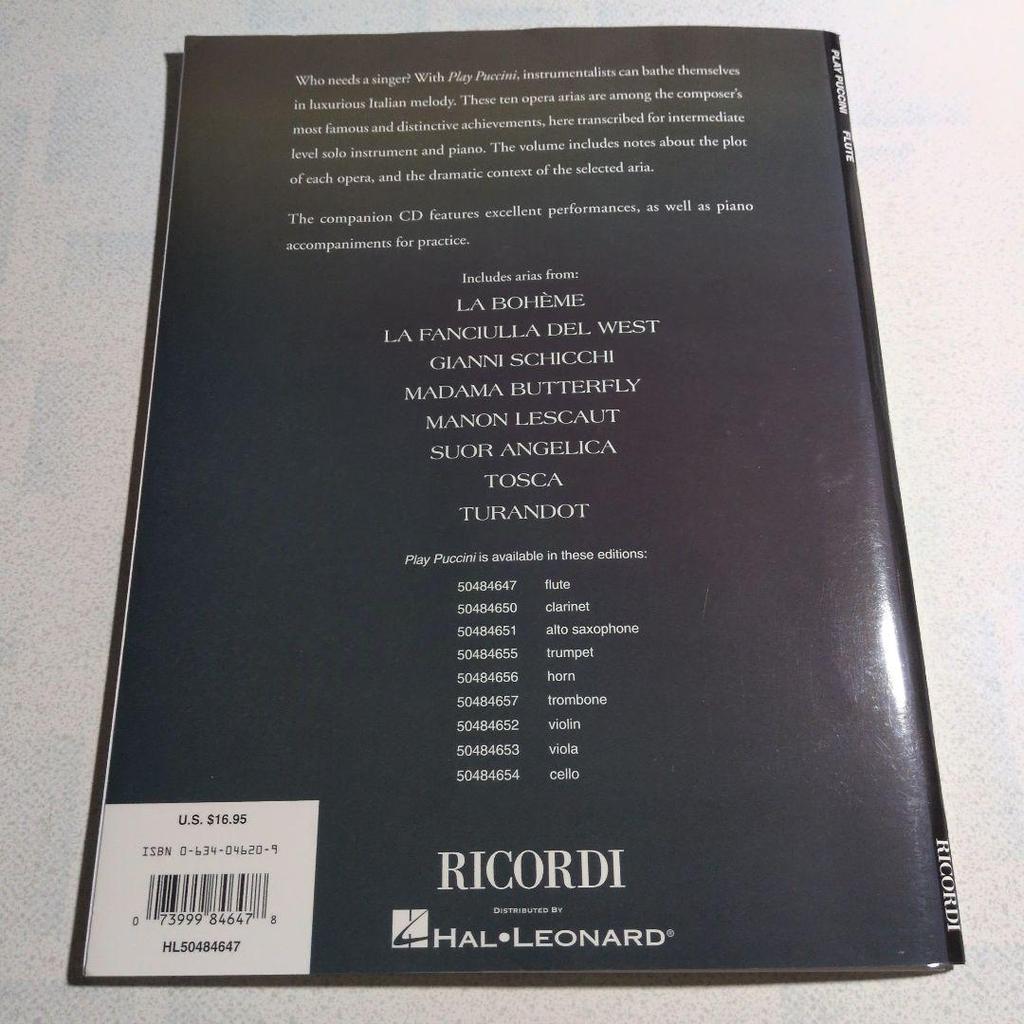 Who needs a singer? With Play Puccini, instrumentalists can bathe themselves
in luxurious Italian melody. These ten opera arias are among the composer's
most famous and distinctive achievements, here transcribed for intermediate
level solo instrument and piano. The volume includes notes about the plot
of each opera, and the dramatic context of the selected aria.
The companion CD features excellent performances, as well as piano
accompaniments for practice.
Includes arias from:
LA BOHÈME
LA FANCIULLA DEL WEST
GIANNI SCHICCHI
MADAMA BUTTERFLY
MANON LESCAUT
SUOR ANGELICA
TOSCA
TURANDOT
Play Puccini is available in these editions:
50484647 flute
50484650 clarinet
50484651 alto saxophone
50484655 trumpet
50484656 horn
50484657 trombone
50484652 violin
50484653 viola
50484654 cello
U.S. $16.95
ISBN 0-634-04620-9
0 73999 84647 8
HL50484647
RICORDI
DISTRIBUTED BY
HAL•LEONARD®
PLAY PUCCINI FLUTE
RICORDI